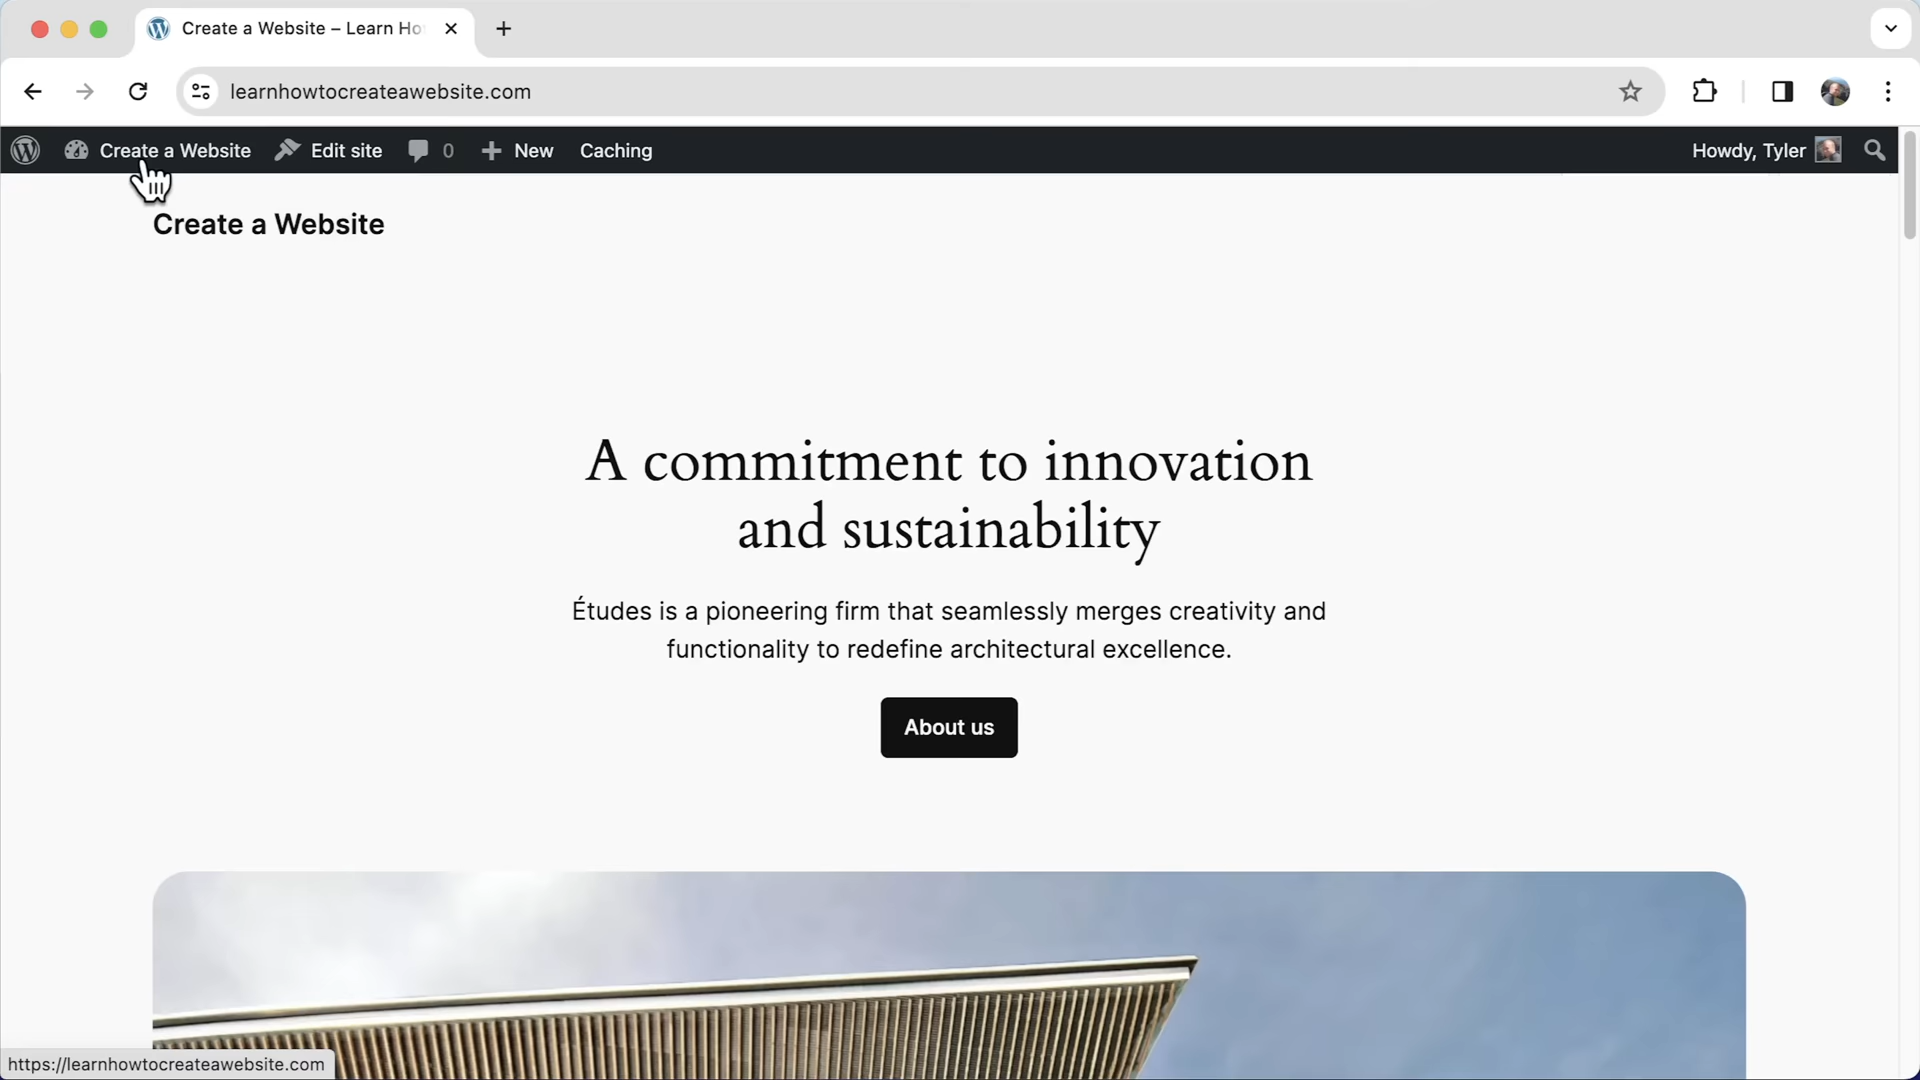 Create a Website – Learn Ho
learnhowtocreateawebsite.com
Create a Website Edit site 0 New Caching Howdy, Tyler
Create a Website
A commitment to innovation
and sustainability
Études is a pioneering firm that seamlessly merges creativity and
functionality to redefine architectural excellence.
About us
https://learnhowtocreateawebsite.com